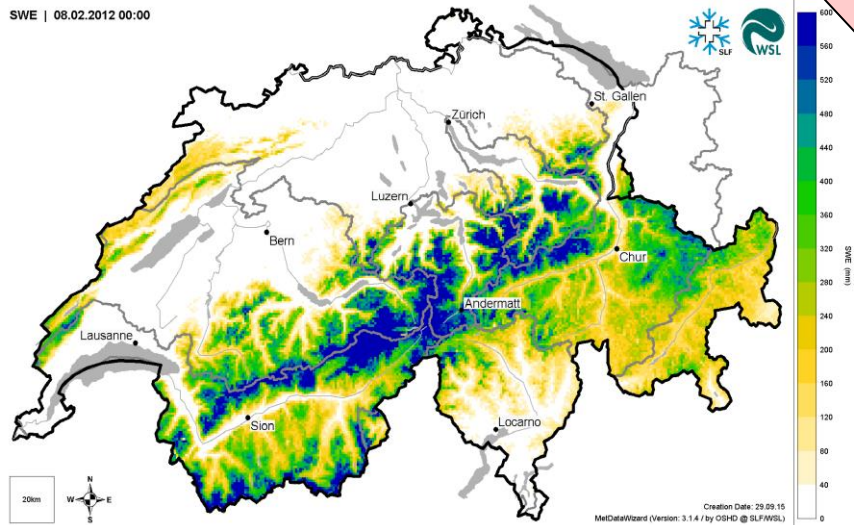 SWE | 08.02.2012 00:00
SLF
WSL
St. Gallen
Zürich
Luzern
Bern
Chur
Andermatt
Lausanne
Sion
Locarno
600
560
520
480
440
400
360
320
280
240
200
160
120
80
40
0
SWE (mm)
20km
N
W
E
S
Creation Date: 29.09.15
MetDataWizard (Version: 3.1.4 / by OSHD @ SLF/WSL)